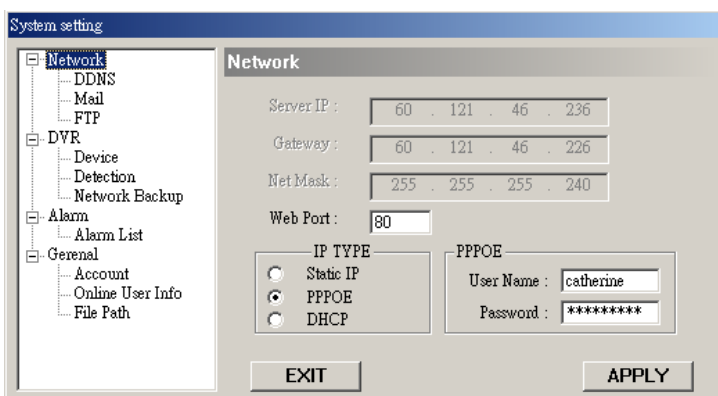 System setting
Network
DDNS
Mail
FTP
DVR
Device
Detection
Network Backup
Alarm
Alarm List
Gerenal
Account
Online User Info
File Path
Network
Server IP : 60 . 121 . 46 . 236
Gateway : 60 . 121 . 46 . 226
Net Mask : 255 . 255 . 255 . 240
Web Port : 80
IP TYPE
Static IP
PPPOE
DHCP
PPPOE
User Name : catherine
Password : *********
EXIT
APPLY